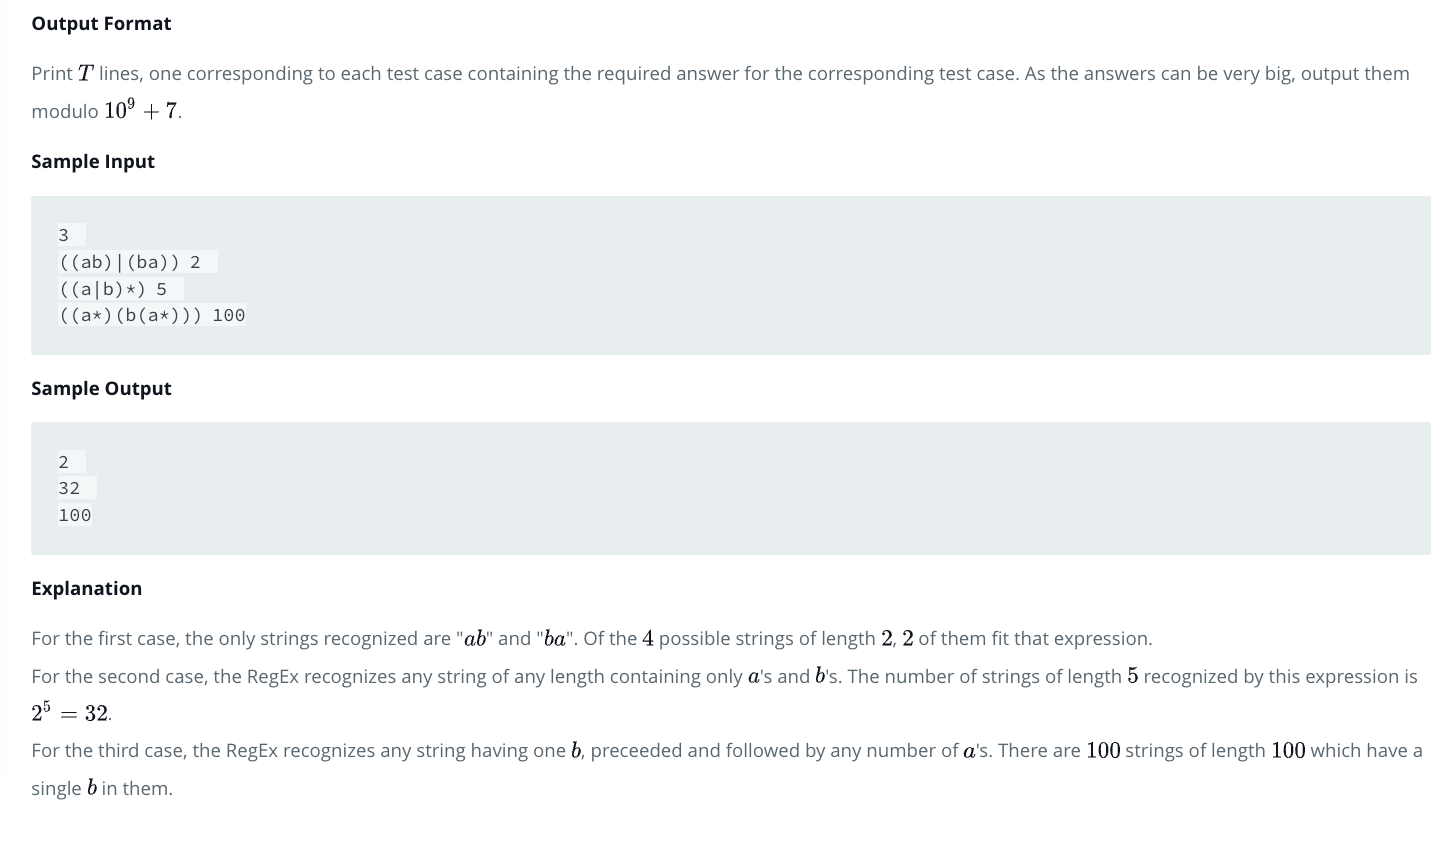 Output Format
Print T lines, one corresponding to each test case containing the required answer for the corresponding test case. As the answers can be very big, output them
modulo 10⁹ + 7.
Sample Input
3
((ab)|(ba)) 2
((a|b)*) 5
((a*)(b(a*))) 100
Sample Output
2
32
100
Explanation
For the first case, the only strings recognized are "ab" and "ba". Of the 4 possible strings of length 2, 2 of them fit that expression.
For the second case, the RegEx recognizes any string of any length containing only a's and b's. The number of strings of length 5 recognized by this expression is
2⁵ = 32.
For the third case, the RegEx recognizes any string having one b, preceeded and followed by any number of a's. There are 100 strings of length 100 which have a
single b in them.